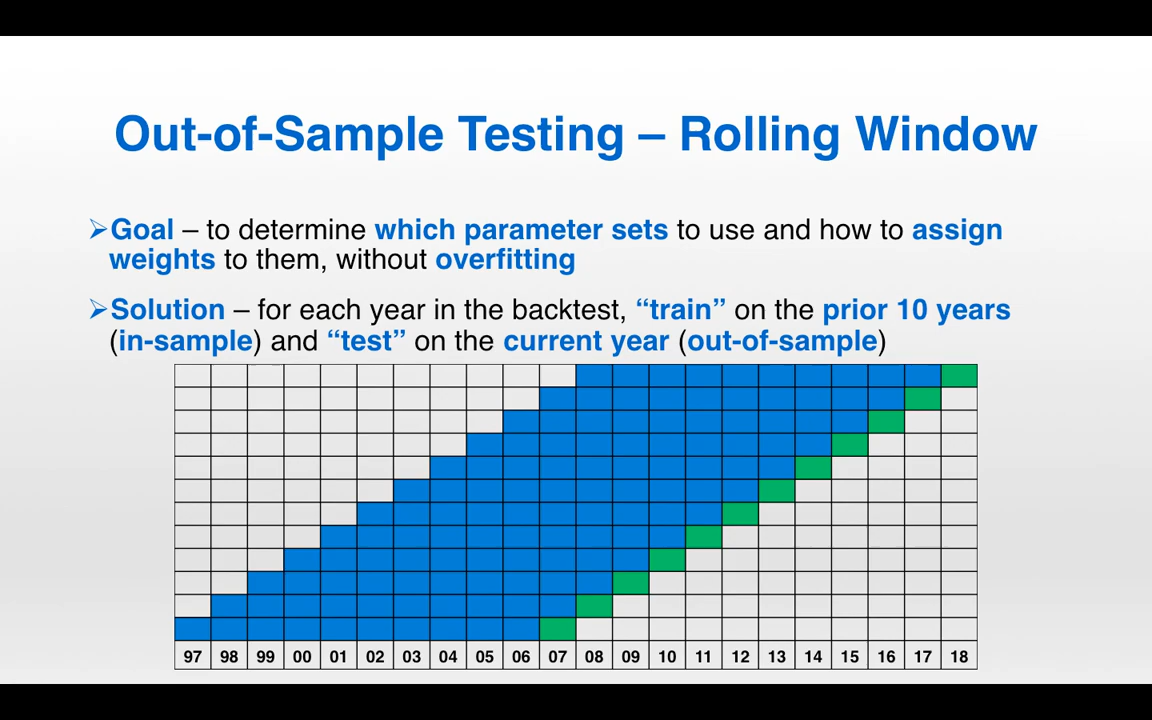 Out-of-Sample Testing – Rolling Window
➢Goal – to determine which parameter sets to use and how to assign
weights to them, without overfitting
➢Solution – for each year in the backtest, “train” on the prior 10 years
(in-sample) and “test” on the current year (out-of-sample)
97 98 99 00 01 02 03 04 05 06 07 08 09 10 11 12 13 14 15 16 17 18